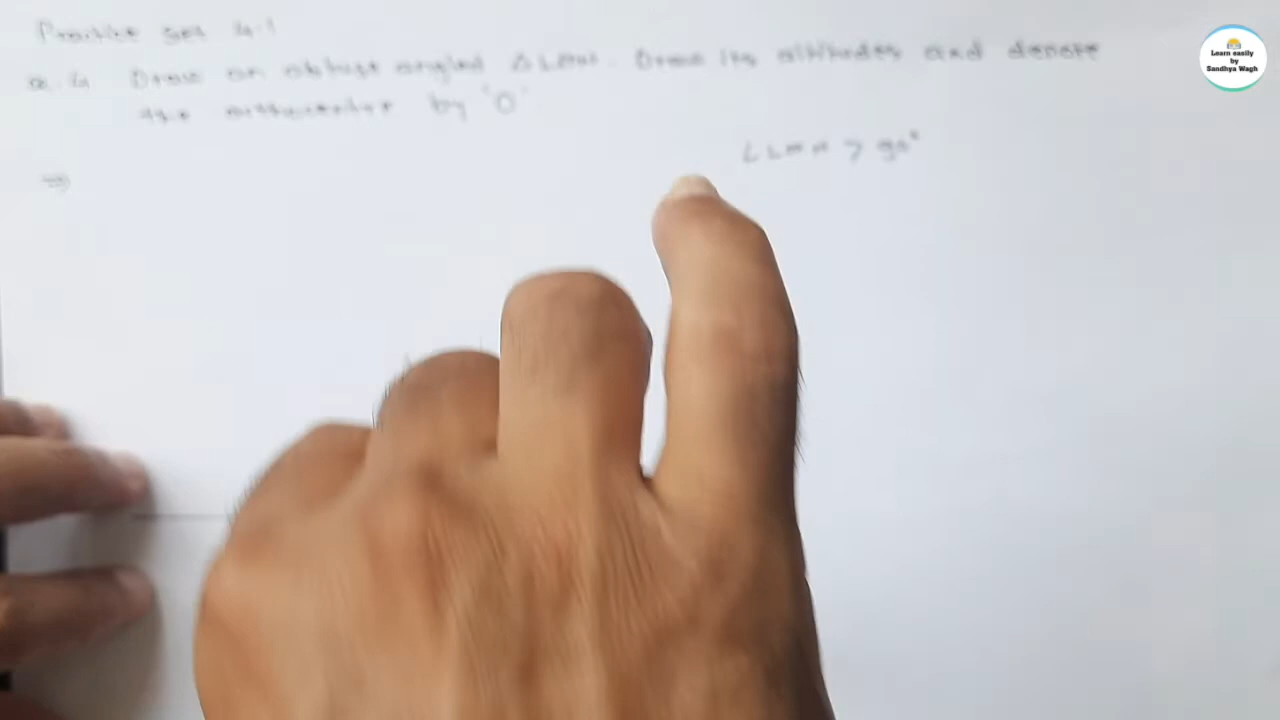 Practice set 4.1
Q.4 Draw an obtuse angled Δ LMN. Draw its altitudes and denote
the orthocentre by 'O'
∠LMN > 90°
⇒
Learn easily
by
Sandhya Wagh